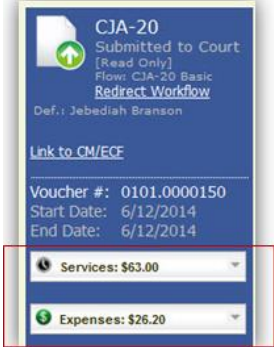 CJA-20
Submitted to Court
[Read Only]
Flow: CJA-20 Basic
Redirect Workflow
Def.: Jebediah Branson
Link to CM/ECF
Voucher #: 0101.0000150
Start Date: 6/12/2014
End Date: 6/12/2014
Services: $63.00
Expenses: $26.20